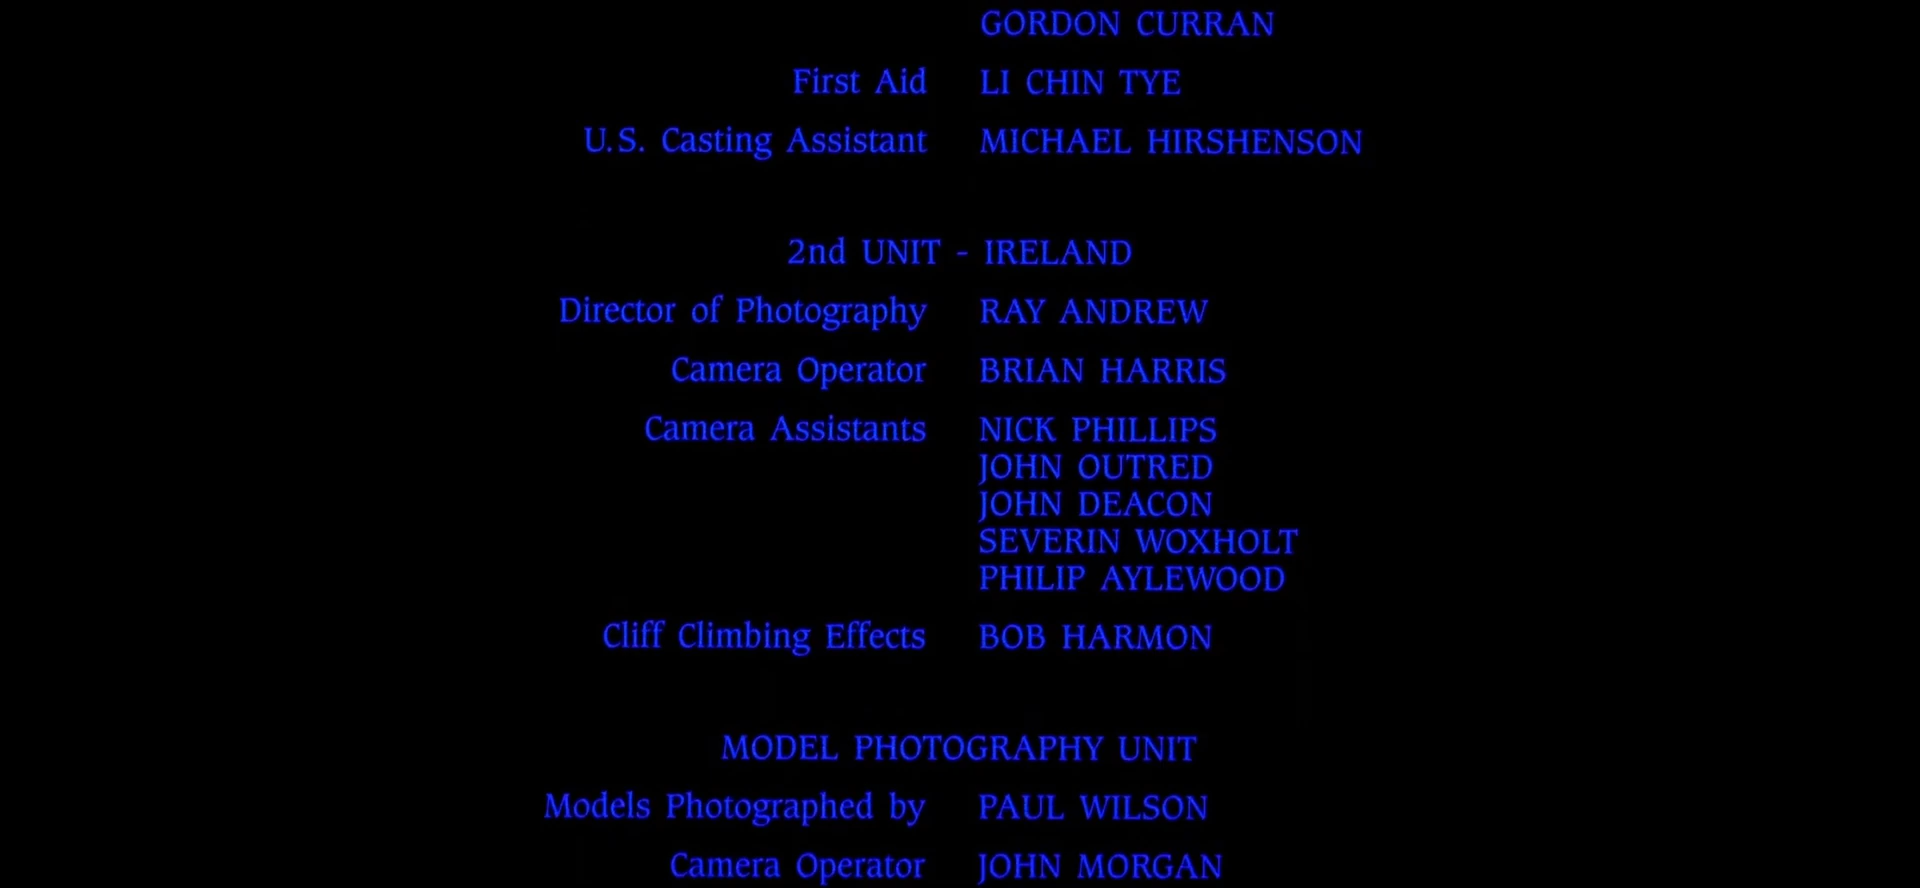 GORDON CURRAN
First Aid LI CHIN TYE
U.S. Casting Assistant MICHAEL HIRSHENSON
2nd UNIT - IRELAND
Director of Photography RAY ANDREW
Camera Operator BRIAN HARRIS
Camera Assistants NICK PHILLIPS
JOHN OUTRED
JOHN DEACON
SEVERIN WOXHOLT
PHILIP AYLEWOOD
Cliff Climbing Effects BOB HARMON
MODEL PHOTOGRAPHY UNIT
Models Photographed by PAUL WILSON
Camera Operator JOHN MORGAN